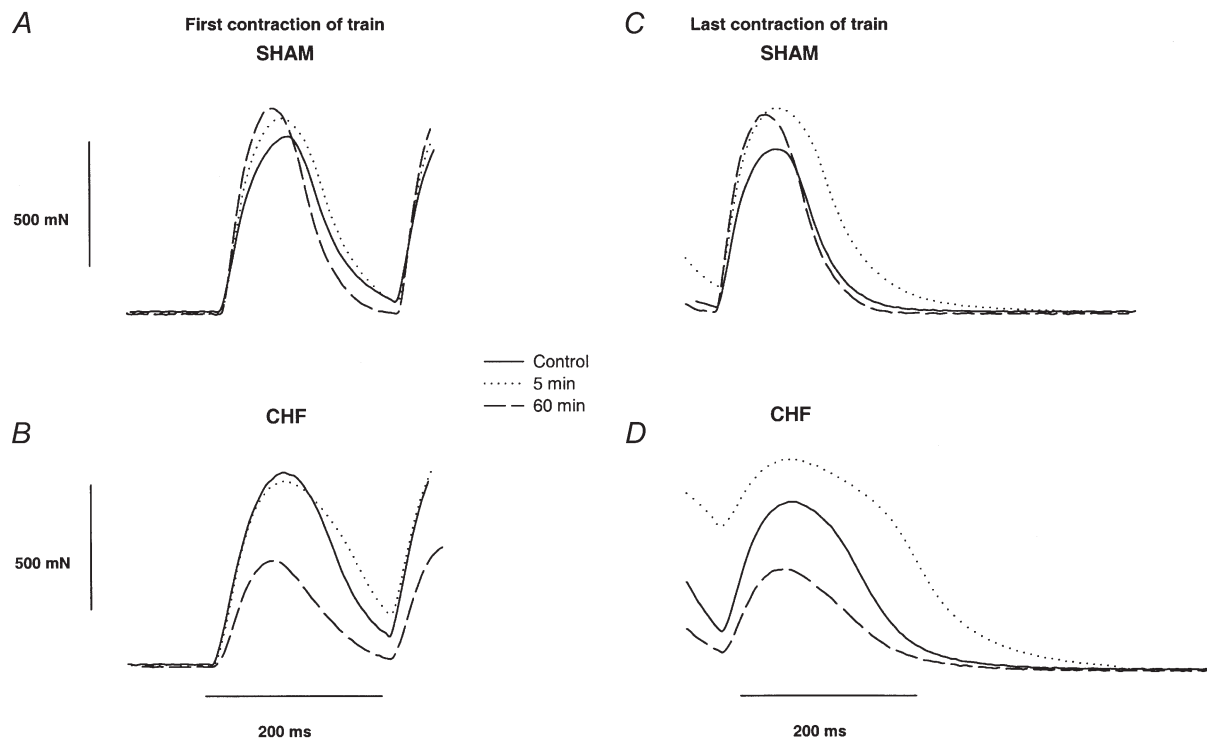 A
First contraction of train
SHAM
C
Last contraction of train
SHAM
500 mN
Control
5 min
60 min
B
CHF
D
CHF
500 mN
200 ms
200 ms